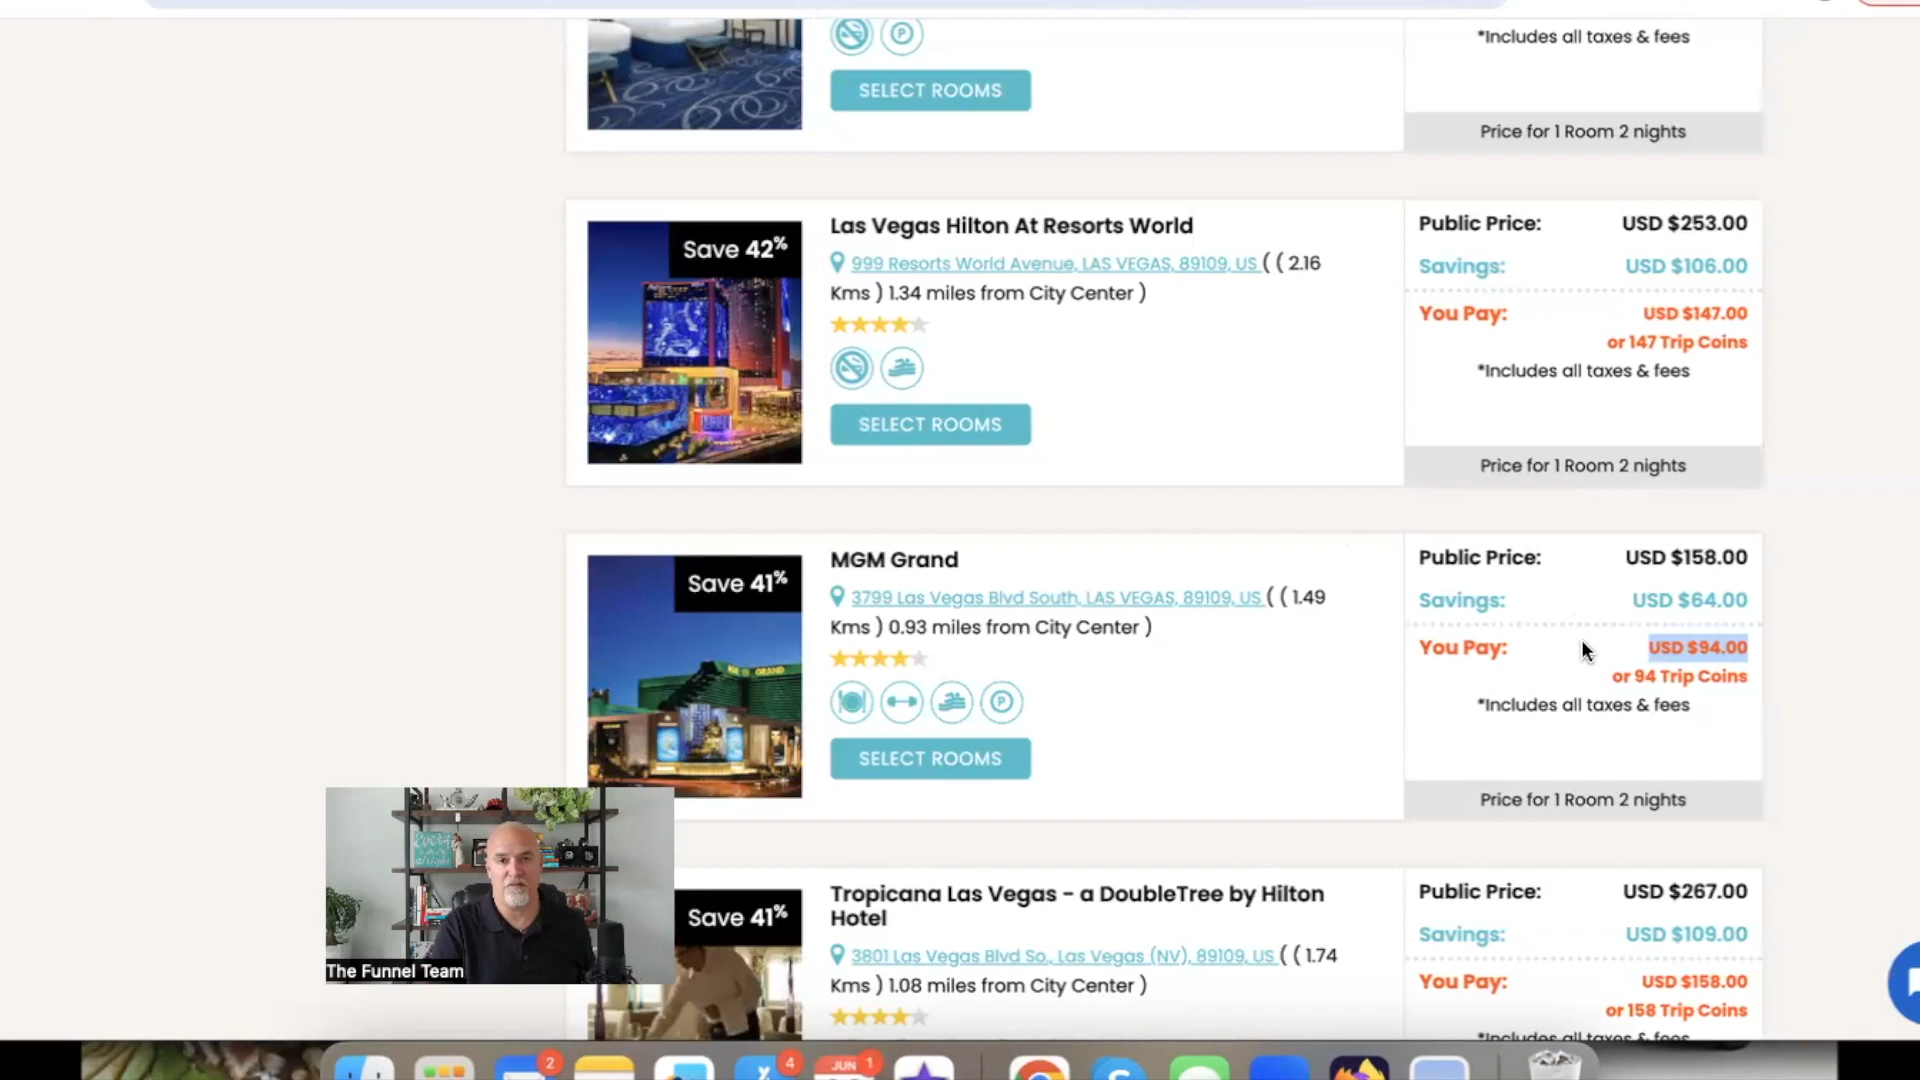 *Includes all taxes & fees
SELECT ROOMS
Price for 1 Room 2 nights
Save 42%
Las Vegas Hilton At Resorts World
999 Resorts World Avenue, LAS VEGAS, 89109, US ( ( 2.16
Kms ) 1.34 miles from City Center )
SELECT ROOMS
Public Price: USD $253.00
Savings: USD $106.00
You Pay: USD $147.00
or 147 Trip Coins
*Includes all taxes & fees
Price for 1 Room 2 nights
Save 41%
MGM Grand
3799 Las Vegas Blvd South, LAS VEGAS, 89109, US ( ( 1.49
Kms ) 0.93 miles from City Center )
SELECT ROOMS
Public Price: USD $158.00
Savings: USD $64.00
You Pay: USD $94.00
or 94 Trip Coins
*Includes all taxes & fees
Price for 1 Room 2 nights
Save 41%
Tropicana Las Vegas - a DoubleTree by Hilton
Hotel
3801 Las Vegas Blvd So., Las Vegas (NV), 89109, US ( ( 1.74
Kms ) 1.08 miles from City Center )
Public Price: USD $267.00
Savings: USD $109.00
You Pay: USD $158.00
or 158 Trip Coins
*Includes all taxes & fees
The Funnel Team
2
4
JUN 1